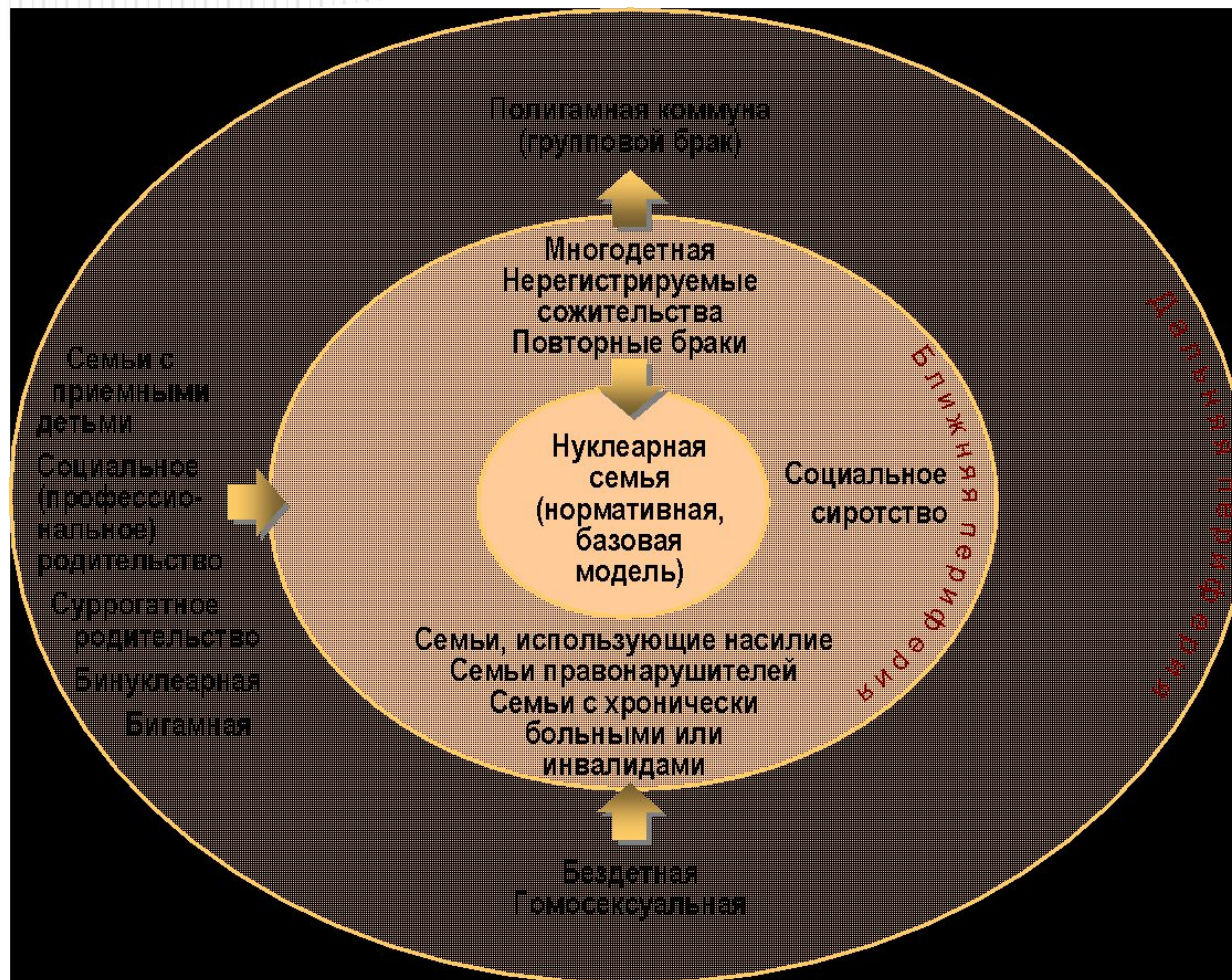 Полигамная коммуна
(групповой брак)
Многодетная
Нерегистрируемые
сожительства
Повторные браки
Семьи с
приемными
детьми
Социальное
(профессио-
нальное)
родительство
Суррогатное
родительство
Бинуклеарная
Бигамная
Нуклеарная
семья
(нормативная,
базовая
модель)
Социальное
сиротство
Ближняя периферия
Дальняя периферия
Семьи, использующие насилие
Семьи правонарушителей
Семьи с хронически
больными или
инвалидами
Бездетная
Гомосексуальная